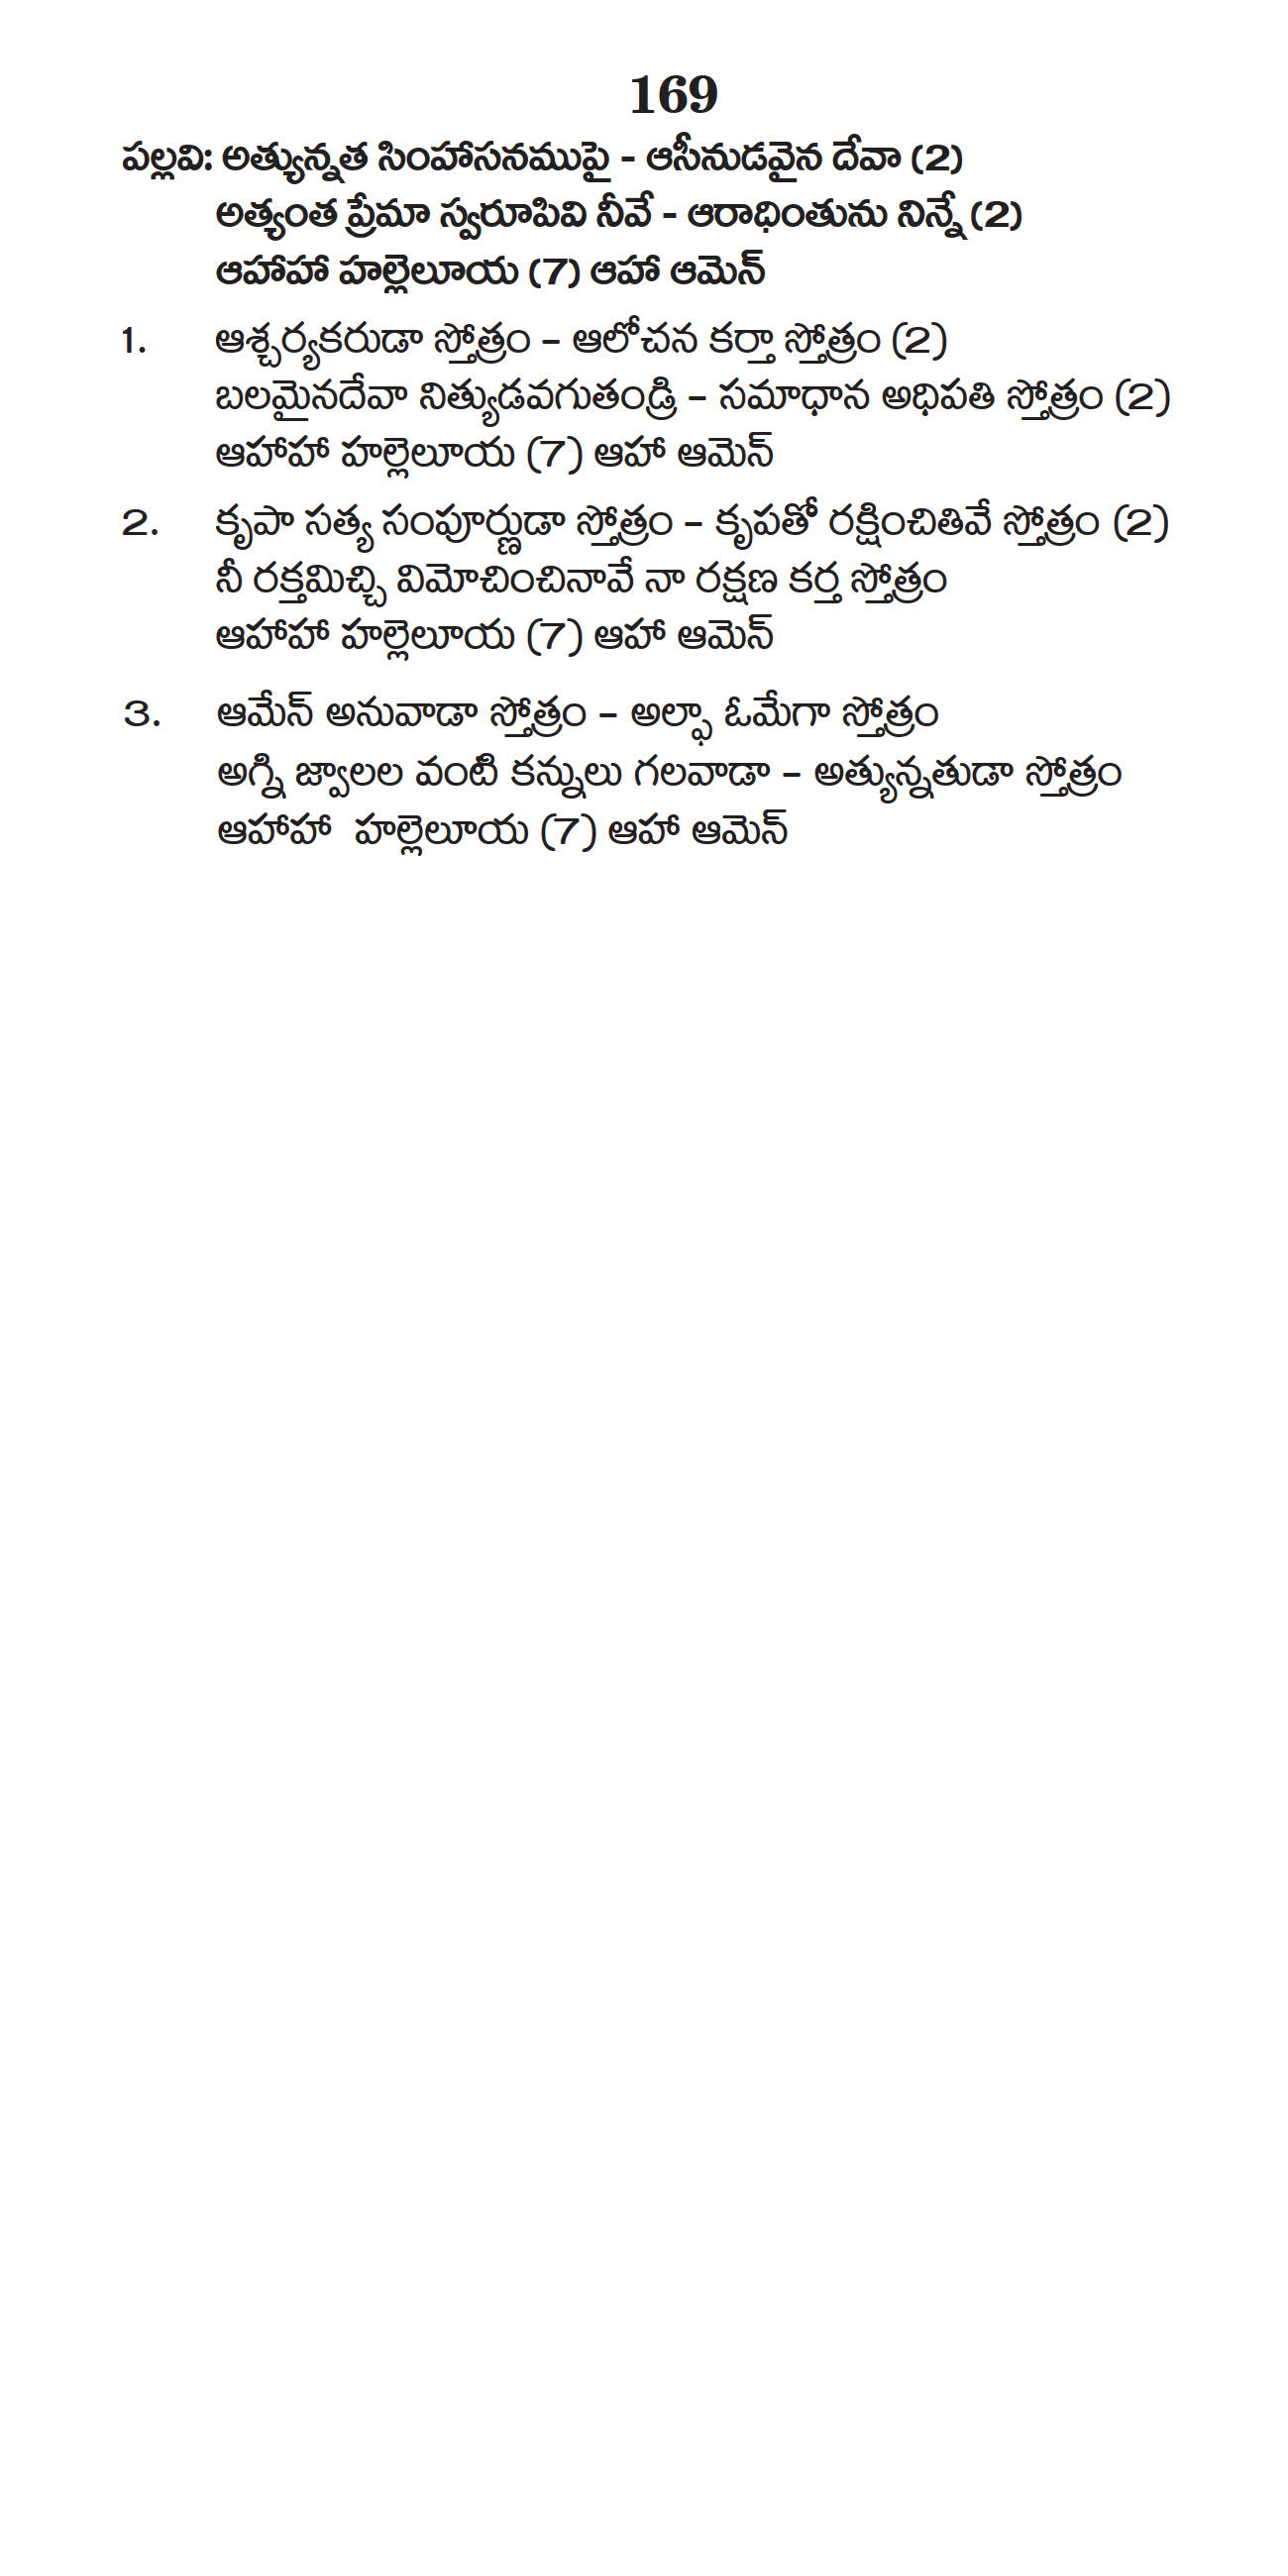 169
పల్లవి: అత్యున్నత సింహాసనముపై - ఆసీనుడవైన దేవా (2)
అత్యంత ప్రేమా స్వరూపివి నీవే - ఆరాధింతును నిన్నే (2)
ఆహాహా హల్లెలూయ (7) ఆహా ఆమెన్
1. ఆశ్చర్యకరుడా స్తోత్రం – ఆలోచన కర్తా స్తోత్రం (2)
బలమైనదేవా నిత్యుడవగుతండ్రి – సమాధాన అధిపతి స్తోత్రం (2)
ఆహాహా హల్లెలూయ (7) ఆహా ఆమెన్
2. కృపా సత్య సంపూర్ణుడా స్తోత్రం – కృపతో రక్షించితివే స్తోత్రం (2)
నీ రక్తమిచ్చి విమోచించినావే నా రక్షణ కర్త స్తోత్రం
ఆహాహా హల్లెలూయ (7) ఆహా ఆమెన్
3. ఆమేన్ అనువాడా స్తోత్రం – అల్ఫా ఓమేగా స్తోత్రం
అగ్ని జ్వాలల వంటి కన్నులు గలవాడా – అత్యున్నతుడా స్తోత్రం
ఆహాహా హల్లెలూయ (7) ఆహా ఆమెన్